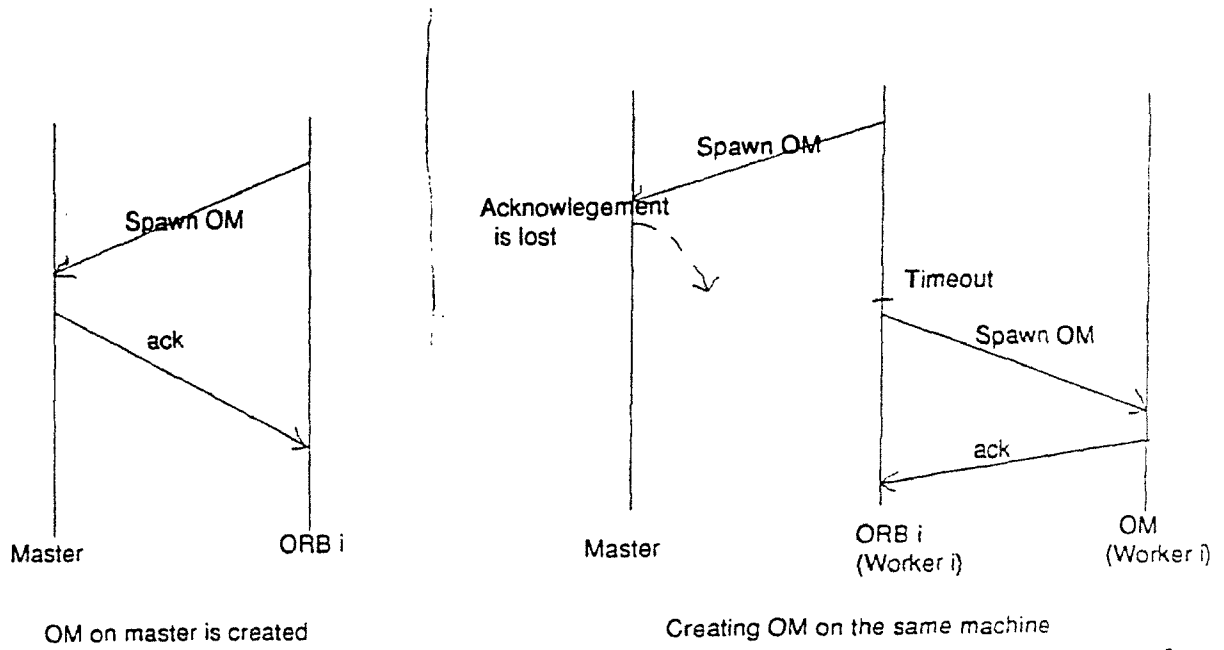 Spawn OM
ack
Master
ORB i
OM on master is created
Spawn OM
Acknowlegement
is lost
Timeout
Spawn OM
ack
Master
ORB i
(Worker i)
OM
(Worker i)
Creating OM on the same machine